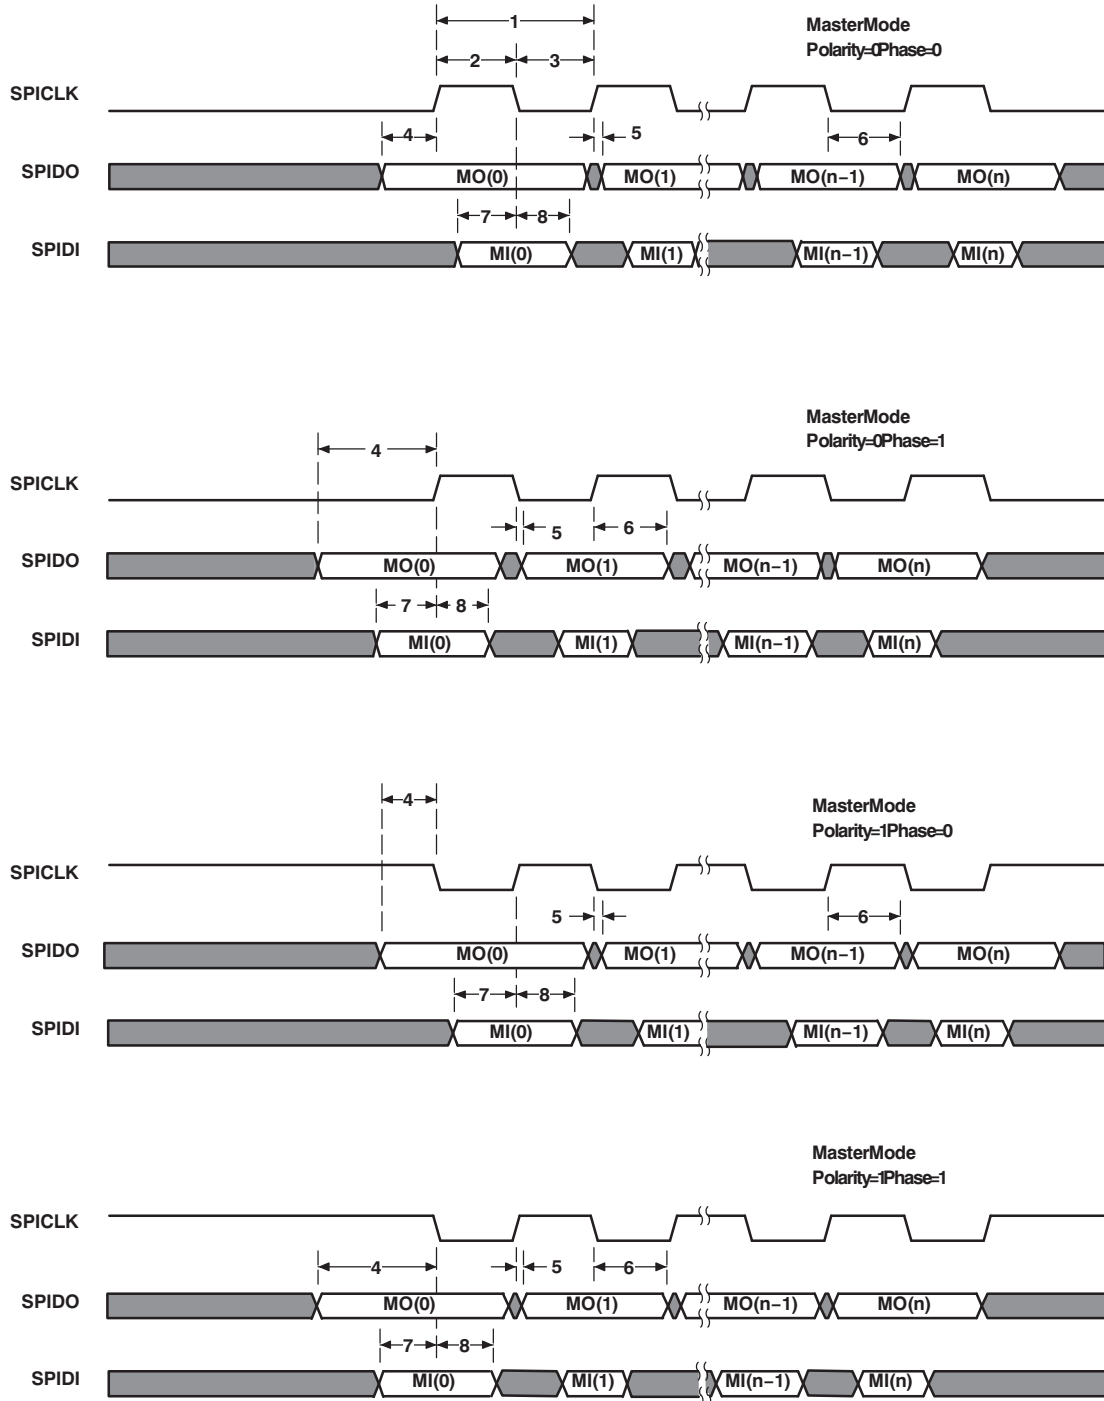 1
MasterMode
Polarity=0Phase=0
2 3
SPICLK
4 5 6
SPIDO MO(0) MO(1) MO(n−1) MO(n)
7 8
SPIDI MI(0) MI(1) MI(n−1) MI(n)
MasterMode
Polarity=0Phase=1
4
SPICLK
5 6
SPIDO MO(0) MO(1) MO(n−1) MO(n)
7 8
SPIDI MI(0) MI(1) MI(n−1) MI(n)
4
MasterMode
Polarity=1Phase=0
SPICLK
5 6
SPIDO MO(0) MO(1) MO(n−1) MO(n)
7 8
SPIDI MI(0) MI(1) MI(n−1) MI(n)
MasterMode
Polarity=1Phase=1
SPICLK
4 5 6
SPIDO MO(0) MO(1) MO(n−1) MO(n)
7 8
SPIDI MI(0) MI(1) MI(n−1) MI(n)